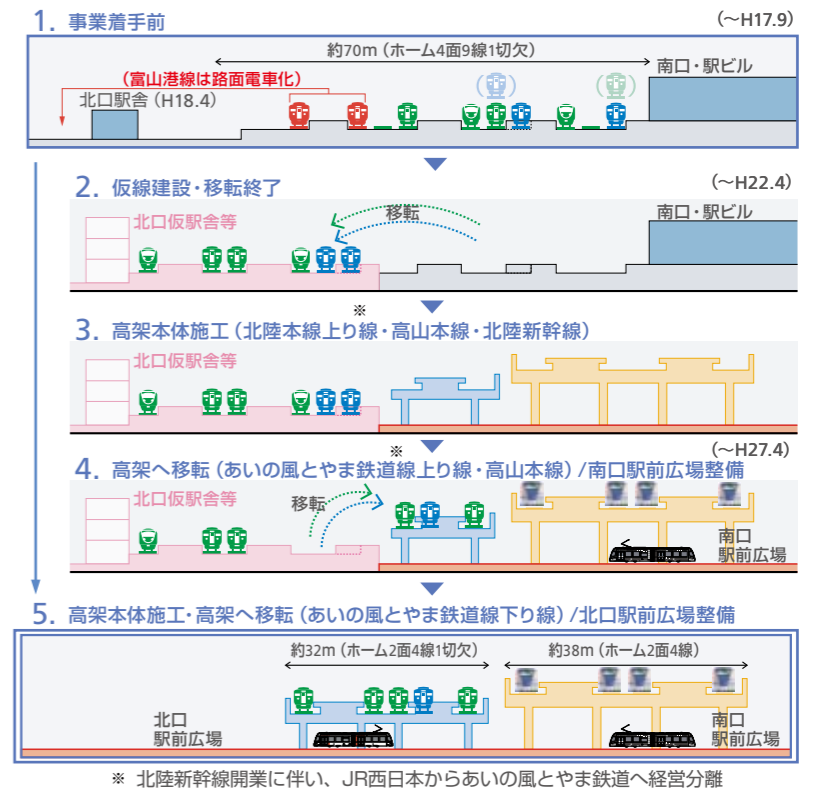 1. 事業着手前
(～H17.9)
約70m（ホーム4面9線1切欠）
南口・駅ビル
（富山港線は路面電車化）
北口駅舎（H18.4）
2. 仮線建設・移転終了
(～H22.4)
北口仮駅舎等
移転
南口・駅ビル
※
3. 高架本体施工（北陸本線上り線・高山本線・北陸新幹線）
北口仮駅舎等
※
(～H27.4)
4. 高架へ移転（あいの風とやま鉄道線上り線・高山本線）/南口駅前広場整備
北口仮駅舎等
移転
南口
駅前広場
5. 高架本体施工・高架へ移転（あいの風とやま鉄道線下り線）/北口駅前広場整備
約32m（ホーム2面4線1切欠）
約38m（ホーム2面4線）
北口
駅前広場
南口
駅前広場
※ 北陸新幹線開業に伴い、JR西日本からあいの風とやま鉄道へ経営分離